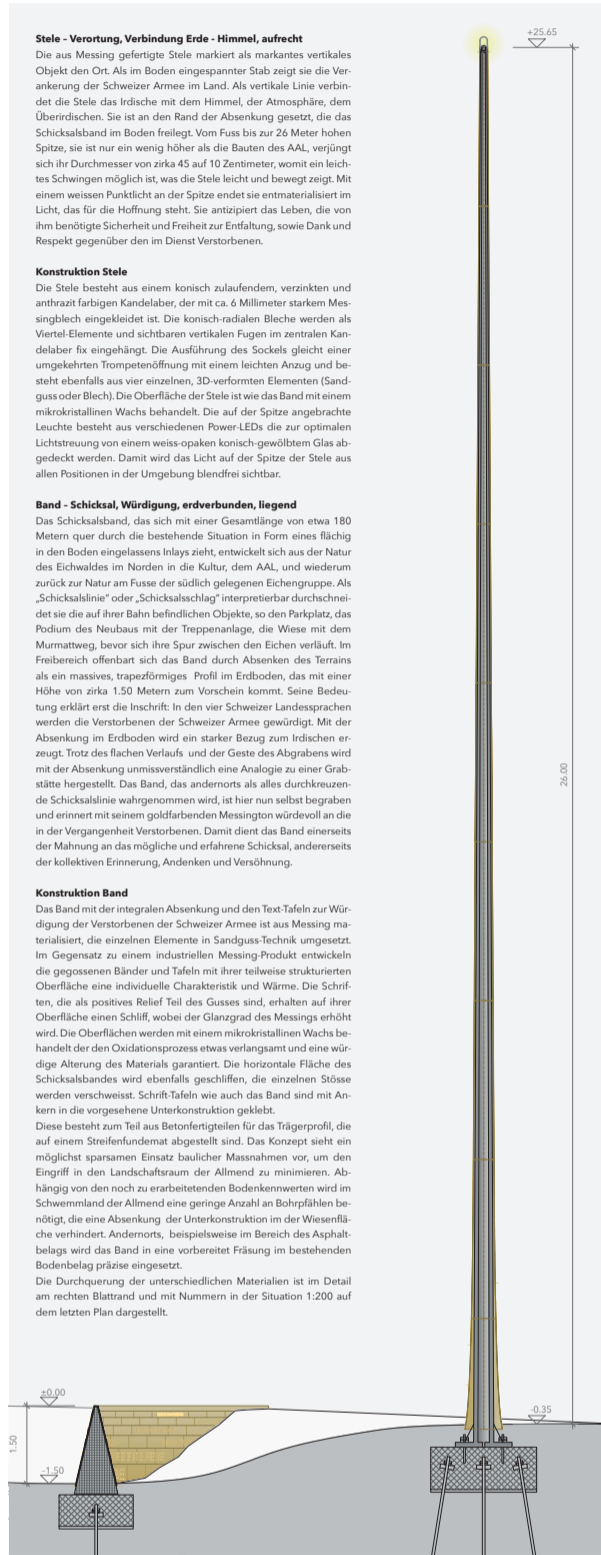 Stele – Verortung, Verbindung Erde - Himmel, aufrecht
Die aus Messing gefertigte Stele markiert als markantes vertikales
Objekt den Ort. Als im Boden eingespannter Stab zeigt sie die Ver-
ankerung der Schweizer Armee im Land. Als vertikale Linie verbin-
det die Stele das Irdische mit dem Himmel, der Atmosphäre, dem
Überirdischen. Sie ist an den Rand der Absenkung gesetzt, die das
Schicksalsband im Boden freilegt. Vom Fuss bis zur 26 Meter hohen
Spitze, sie ist nur ein wenig höher als die Bauten des AAL, verjüngt
sich ihr Durchmesser von zirka 45 auf 10 Zentimeter, womit ein leich-
tes Schwingen möglich ist, was die Stele leicht und bewegt zeigt. Mit
einem weissen Punktlicht an der Spitze endet sie entmaterialisiert im
Licht, das für die Hoffnung steht. Sie antizipiert das Leben, die von
ihm benötigte Sicherheit und Freiheit zur Entfaltung, sowie Dank und
Respekt gegenüber den im Dienst Verstorbenen.
Konstruktion Stele
Die Stele besteht aus einem konisch zulaufendem, verzinkten und
anthrazit farbigen Kandelaber, der mit ca. 6 Millimeter starkem Mes-
singblech eingekleidet ist. Die konisch-radialen Bleche werden als
Viertel-Elemente und sichtbaren vertikalen Fugen im zentralen Kan-
delaber fix eingehängt. Die Ausführung des Sockels gleicht einer
umgekehrten Trompetenöffnung mit einem leichten Anzug und be-
steht ebenfalls aus vier einzelnen, 3D-verformten Elementen (Sand-
guss oder Blech). Die Oberfläche der Stele ist wie das Band mit einem
mikrokristallinen Wachs behandelt. Die auf der Spitze angebrachte
Leuchte besteht aus verschiedenen Power-LEDs die zur optimalen
Lichtstreuung von einem weiss-opaken konisch-gewölbtem Glas ab-
gedeckt werden. Damit wird das Licht auf der Spitze der Stele aus
allen Positionen in der Umgebung blendfrei sichtbar.
Band – Schicksal, Würdigung, erdverbunden, liegend
Das Schicksalsband, das sich mit einer Gesamtlänge von etwa 180
Metern quer durch die bestehende Situation in Form eines flächig
in den Boden eingelassens Inlays zieht, entwickelt sich aus der Natur
des Eichwaldes im Norden in die Kultur, dem AAL, und wiederum
zurück zur Natur am Fusse der südlich gelegenen Eichengruppe. Als
„Schicksalslinie“ oder „Schicksalsschlag“ interpretierbar durchschnei-
det sie die auf ihrer Bahn befindlichen Objekte, so den Parkplatz, das
Podium des Neubaus mit der Treppenanlage, die Wiese mit dem
Murmattweg, bevor sich ihre Spur zwischen den Eichen verläuft. Im
Freibereich offenbart sich das Band durch Absenken des Terrains
als ein massives, trapezförmiges Profil im Erdboden, das mit einer
Höhe von zirka 1.50 Metern zum Vorschein kommt. Seine Bedeu-
tung erklärt erst die Inschrift: In den vier Schweizer Landessprachen
werden die Verstorbenen der Schweizer Armee gewürdigt. Mit der
Absenkung im Erdboden wird ein starker Bezug zum Irdischen er-
zeugt. Trotz des flachen Verlaufs und der Geste des Abgrabens wird
mit der Absenkung unmissverständlich eine Analogie zu einer Grab-
stätte hergestellt. Das Band, das andernorts als alles durchkreuzen-
de Schicksalslinie wahrgenommen wird, ist hier nun selbst begraben
und erinnert mit seinem goldfarbenden Messington würdevoll an die
in der Vergangenheit Verstorbenen. Damit dient das Band einerseits
der Mahnung an das mögliche und erfahrene Schicksal, andererseits
der kollektiven Erinnerung, Andenken und Versöhnung.
Konstruktion Band
Das Band mit der integralen Absenkung und den Text-Tafeln zur Wür-
digung der Verstorbenen der Schweizer Armee ist aus Messing ma-
terialisiert, die einzelnen Elemente in Sandguss-Technik umgesetzt.
Im Gegensatz zu einem industriellen Messing-Produkt entwickeln
die gegossenen Bänder und Tafeln mit ihrer teilweise strukturierten
Oberfläche eine individuelle Charakteristik und Wärme. Die Schrif-
ten, die als positives Relief Teil des Gusses sind, erhalten auf ihrer
Oberfläche einen Schliff, wobei der Glanzgrad des Messings erhöht
wird. Die Oberflächen werden mit einem mikrokristallinen Wachs be-
handelt der den Oxidationsprozess etwas verlangsamt und eine wür-
dige Alterung des Materials garantiert. Die horizontale Fläche des
Schicksalsbandes wird ebenfalls geschliffen, die einzelnen Stösse
werden verschweisst. Schrift-Tafeln wie auch das Band sind mit An-
kern in die vorgesehene Unterkonstruktion geklebt.
Diese besteht zum Teil aus Betonfertigteilen für das Trägerprofil, die
auf einem Streifenfundemat abgestellt sind. Das Konzept sieht ein
möglichst sparsamen Einsatz baulicher Massnahmen vor, um den
Eingriff in den Landschaftsraum der Allmend zu minimieren. Ab-
hängig von den noch zu erarbeitetenden Bodenkennwerten wird im
Schwemmland der Allmend eine geringe Anzahl an Bohrpfählen be-
nötigt, die eine Absenkung der Unterkonstruktion im der Wiesenflä-
che verhindert. Andernorts, beispielsweise im Bereich des Asphalt-
belags wird das Band in eine vorbereitet Fräsung im bestehenden
Bodenbelag präzise eingesetzt.
Die Durchquerung der unterschiedlichen Materialien ist im Detail
am rechten Blattrand und mit Nummern in der Situation 1:200 auf
dem letzten Plan dargestellt.
+25.65
26.00
-0.35
±0.00
1.50
-1.50